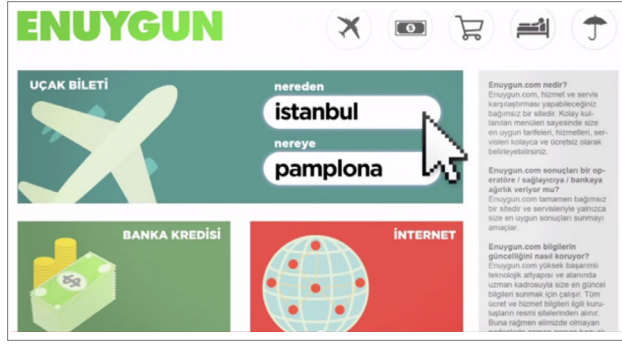 ENUYGUN
UÇAK BİLETİ
nereden
istanbul
nereye
pamplona
BANKA KREDİSİ
İNTERNET
Enuygun.com nedir?
Enuygun.com, hizmet ve servis
karşılaştırması yapabileceğiniz
bağımsız bir sitedir. Kolay kul-
lanılan menüleri sayesinde size
en uygun tarifeleri, hizmetleri, ser-
visleri kolayca ve ücretsiz olarak
belirleyebilirsiniz.
Enuygun.com sonuçları bir op-
eratöre / sağlayıcıya / bankaya
ağırlık veriyor mu?
Enuygun.com tamamen bağımsız
bir sitedir ve servisleriyle yalnızca
size en uygun sonuçları sunmayı
amaçlar.
Enuygun.com bilgilerin
güncelliğini nasıl koruyor?
Enuygun.com yüksek başarımlı
teknolojik altyapısı ve alanında
uzman kadrosuyla size en güncel
bilgileri sunmak için çalışır. Tüm
ücret ve hizmet bilgileri ilgili kuru-
luşların resmi sitelerinden alınır.
Buna rağmen elimizde olmayan